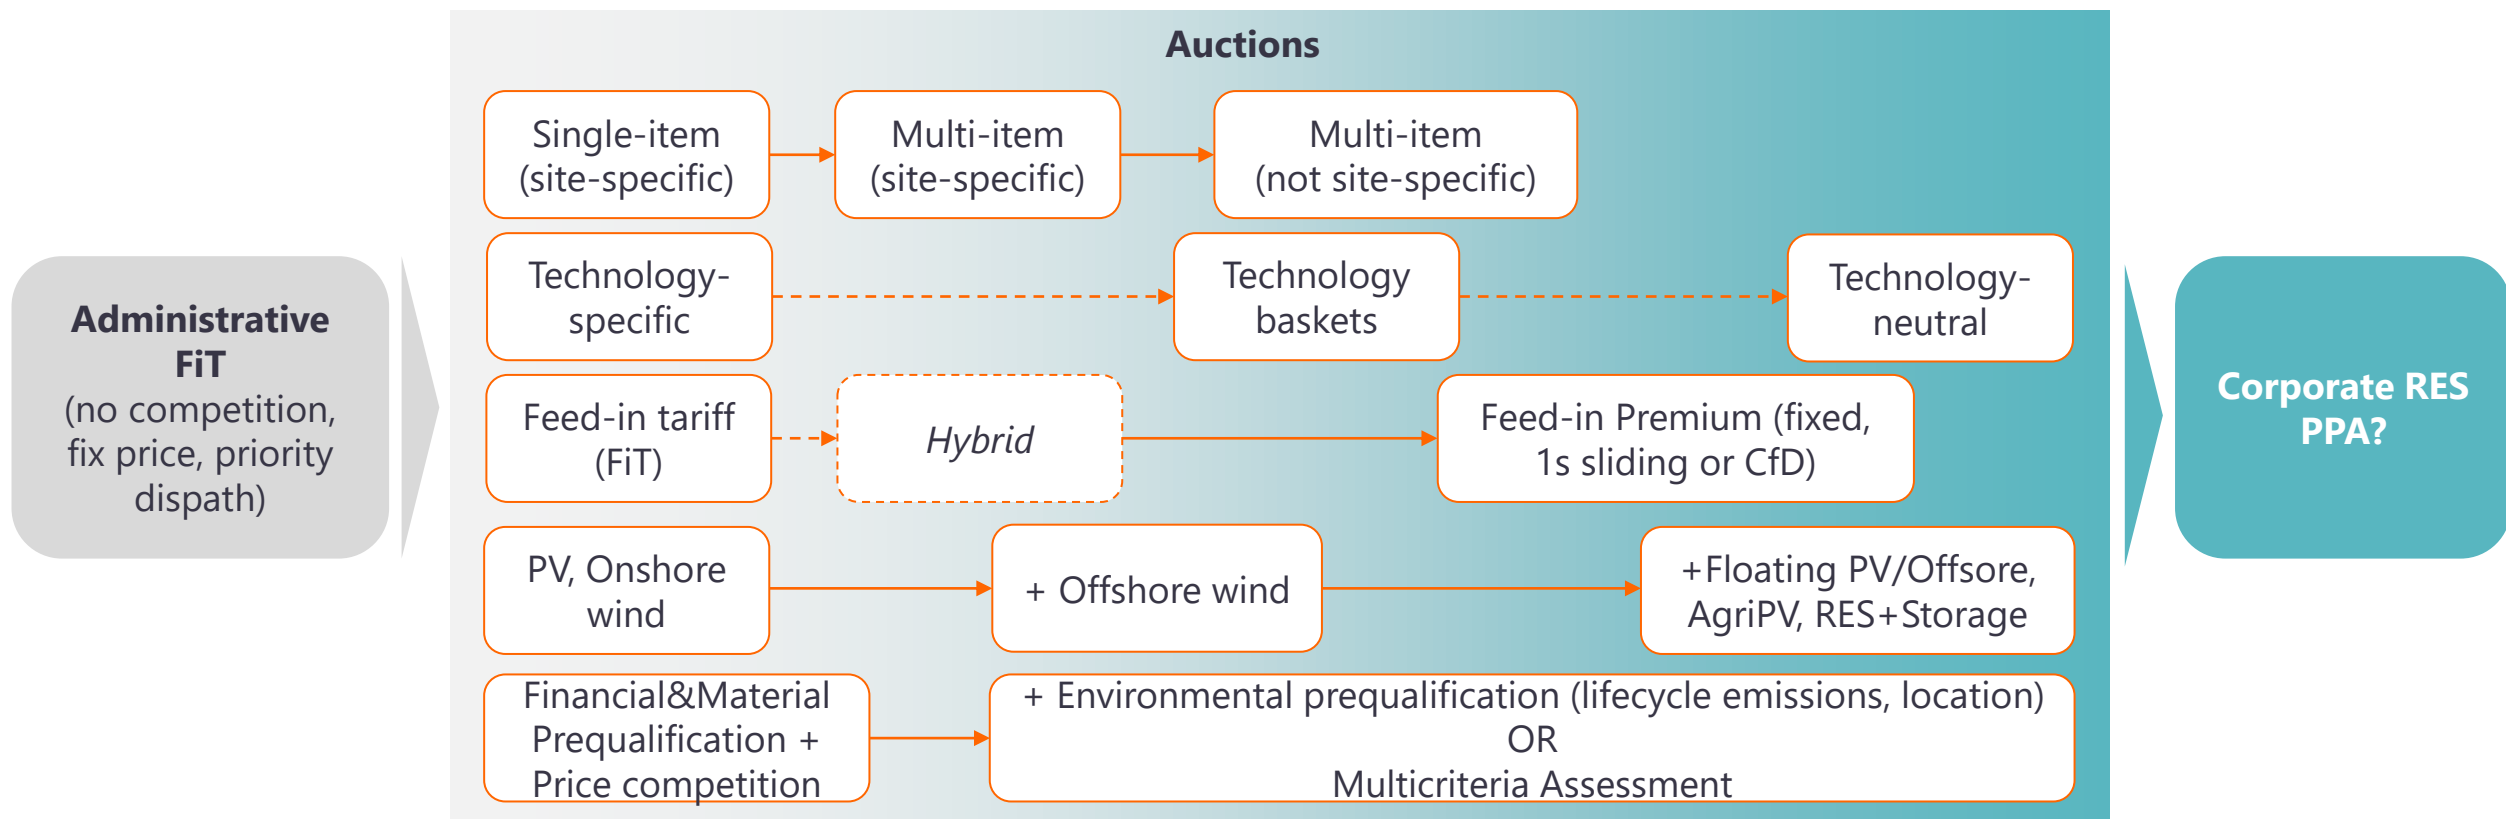 Auctions
Single-item
(site-specific)
Multi-item
(site-specific)
Multi-item
(not site-specific)
Technology-
specific
Technology
baskets
Technology-
neutral
Administrative
FiT
(no competition,
fix price, priority
dispath)
Feed-in tariff
(FiT)
Hybrid
Feed-in Premium (fixed,
1s sliding or CfD)
Corporate RES
PPA?
PV, Onshore
wind
+ Offshore wind
+Floating PV/Offsore,
AgriPV, RES+Storage
Financial&Material
Prequalification +
Price competition
+ Environmental prequalification (lifecycle emissions, location)
OR
Multicriteria Assessment